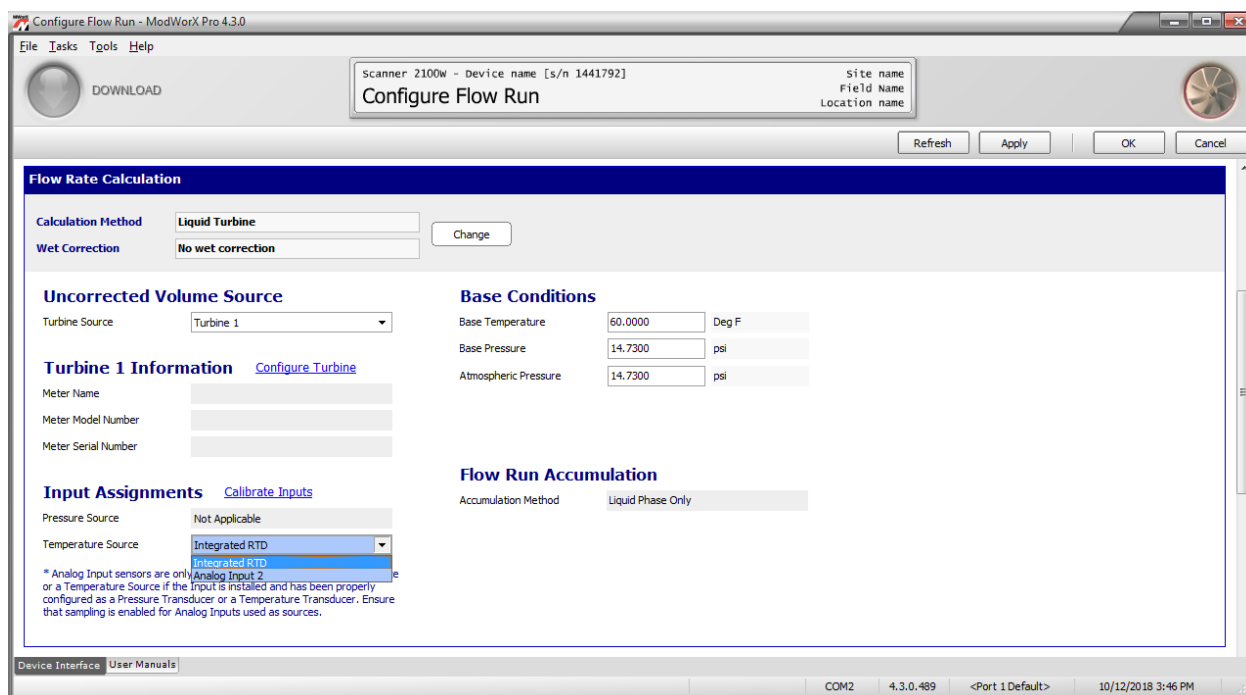 Configure Flow Run - ModWorX Pro 4.3.0
File Tasks Tools Help
DOWNLOAD
Scanner 2100W - Device name [s/n 1441792]
Configure Flow Run
Site name
Field Name
Location name
Refresh
Apply
OK
Cancel
Flow Rate Calculation
Calculation Method
Liquid Turbine
Wet Correction
No wet correction
Change
Uncorrected Volume Source
Turbine Source
Turbine 1
Turbine 1 Information
Configure Turbine
Meter Name
Meter Model Number
Meter Serial Number
Input Assignments
Calibrate Inputs
Pressure Source
Not Applicable
Temperature Source
Integrated RTD
Integrated RTD
Analog Input 2
* Analog Input sensors are only
e
or a Temperature Source if the Input is installed and has been properly
configured as a Pressure Transducer or a Temperature Transducer. Ensure
that sampling is enabled for Analog Inputs used as sources.
Base Conditions
Base Temperature
60.0000
Deg F
Base Pressure
14.7300
psi
Atmospheric Pressure
14.7300
psi
Flow Run Accumulation
Accumulation Method
Liquid Phase Only
Device Interface
User Manuals
COM2
4.3.0.489
<Port 1 Default>
10/12/2018 3:46 PM